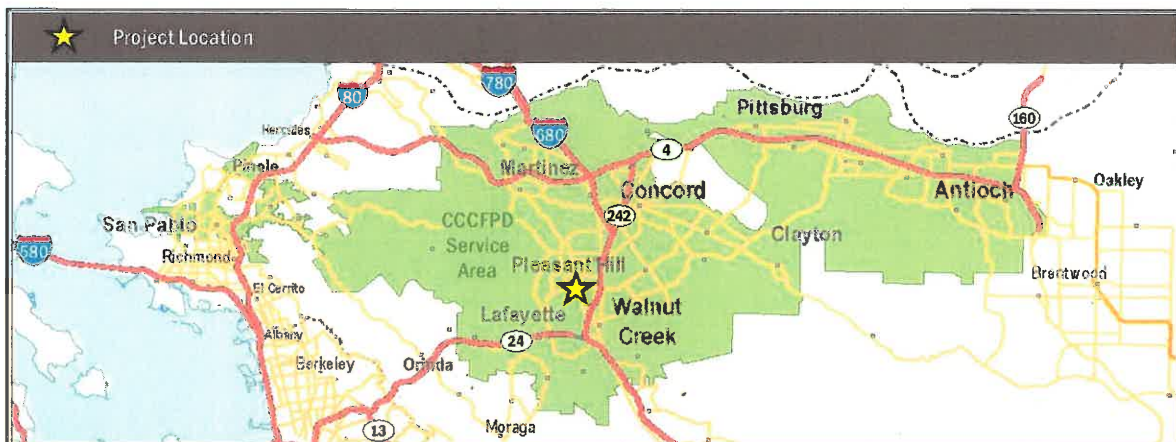 Project Location
780
80
Pittsburg
160
680
Hercules
4
Martinez
Pinole
Concord
Antioch
Oakley
242
San Pablo
CCCFPD
Service
Area
Clayton
580
Richmond
Pleasant Hill
Brentwood
El Cerrito
Walnut
Creek
Lafayette
Albany
24
Berkeley
Orinda
Moraga
13